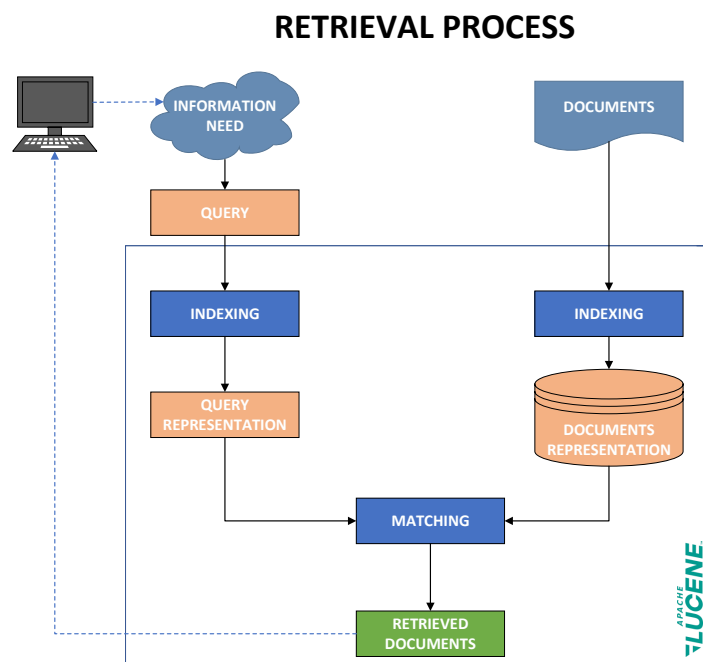 RETRIEVAL PROCESS
INFORMATION
NEED
DOCUMENTS
QUERY
INDEXING
INDEXING
QUERY
REPRESENTATION
DOCUMENTS
REPRESENTATION
MATCHING
RETRIEVED
DOCUMENTS
APACHE
LUCENE